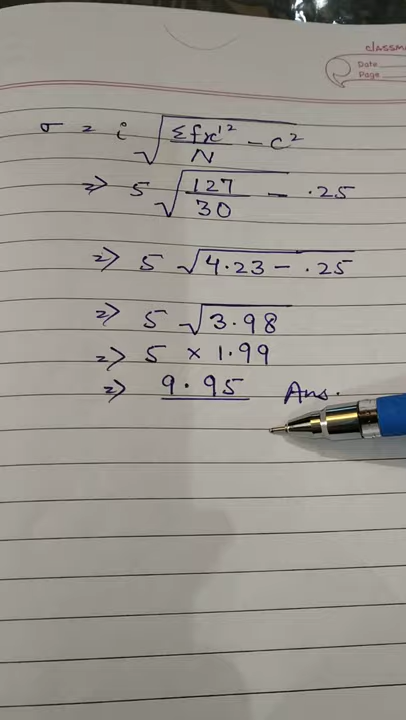 classm
Date
Page
σ = i √(Σfx'²/N - c²)
=> 5 √(127/30 - .25)
=> 5 √(4.23 - .25)
=> 5 √(3.98)
=> 5 × 1.99
=> 9.95 Ans.